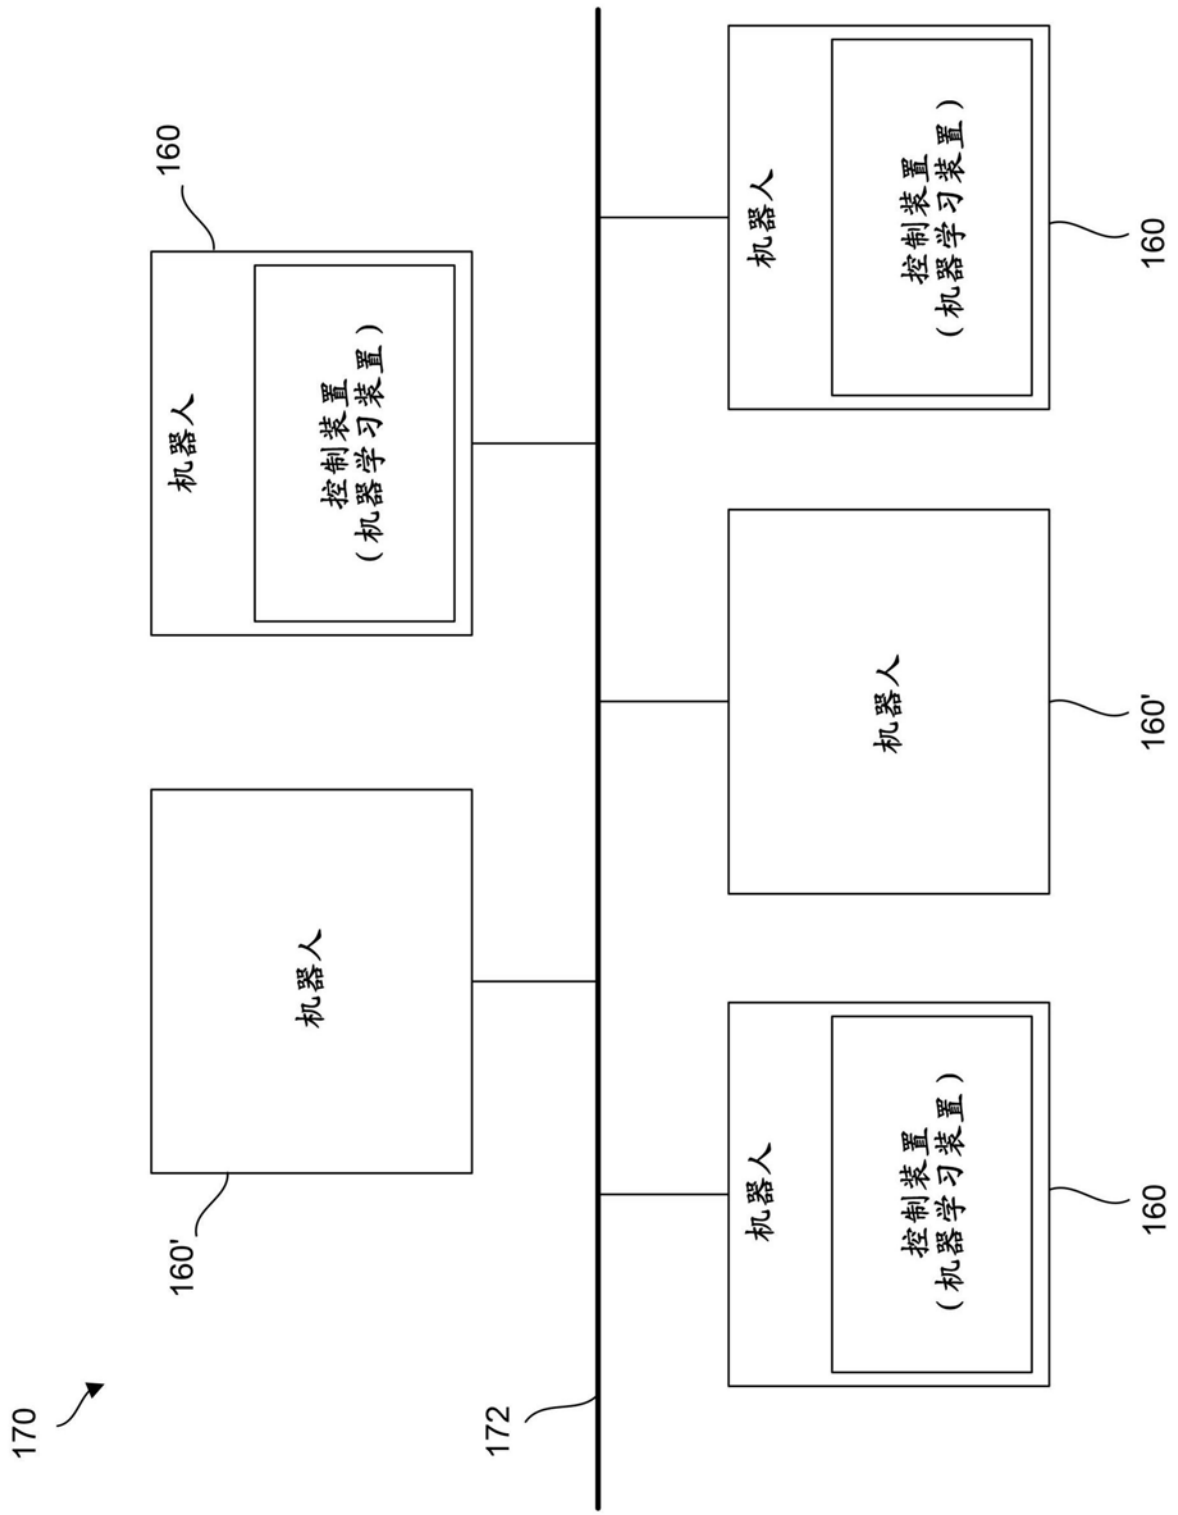 170
160'
机器人
机器人
控制装置
（机器学习装置）
160
172
机器人
控制装置
（机器学习装置）
160
机器人
160'
机器人
控制装置
（机器学习装置）
160